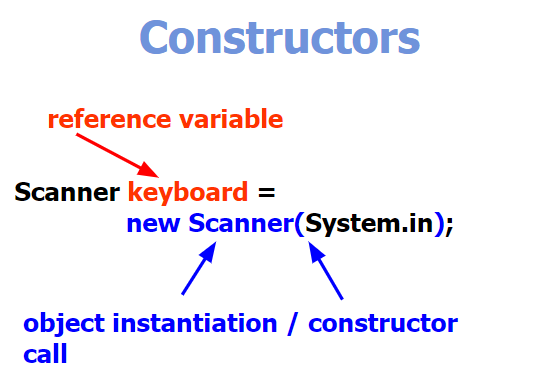 Constructors
reference variable
Scanner keyboard =
new Scanner(System.in);
object instantiation / constructor
call